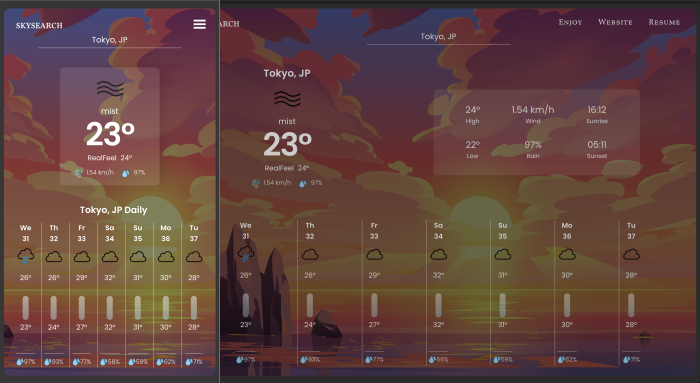 SKYSEARCH
Tokyo, JP
mist
23°
RealFeel 24°
1.54 km/h 97%
Tokyo, JP Daily
We Th Fr Sa Su Mo Tu
31 32 33 34 35 36 37
26° 26° 29° 32° 31° 30° 28°
23° 24° 27° 32° 31° 30° 28°
97% 93% 77% 56% 59% 62% 71%
ARCH
Enjoy Website Resume
Tokyo, JP
Tokyo, JP
mist
23°
RealFeel 24°
1.54 km/h 97%
24° 1.54 km/h 16:12
High Wind Sunrise
22° 97% 05:11
Low Rain Sunset
We Th Fr Sa Su Mo Tu
31 32 33 34 35 36 37
26° 26° 29° 32° 31° 30° 28°
23° 24° 27° 32° 31° 30° 28°
97% 93% 77% 56% 59% 62% 71%